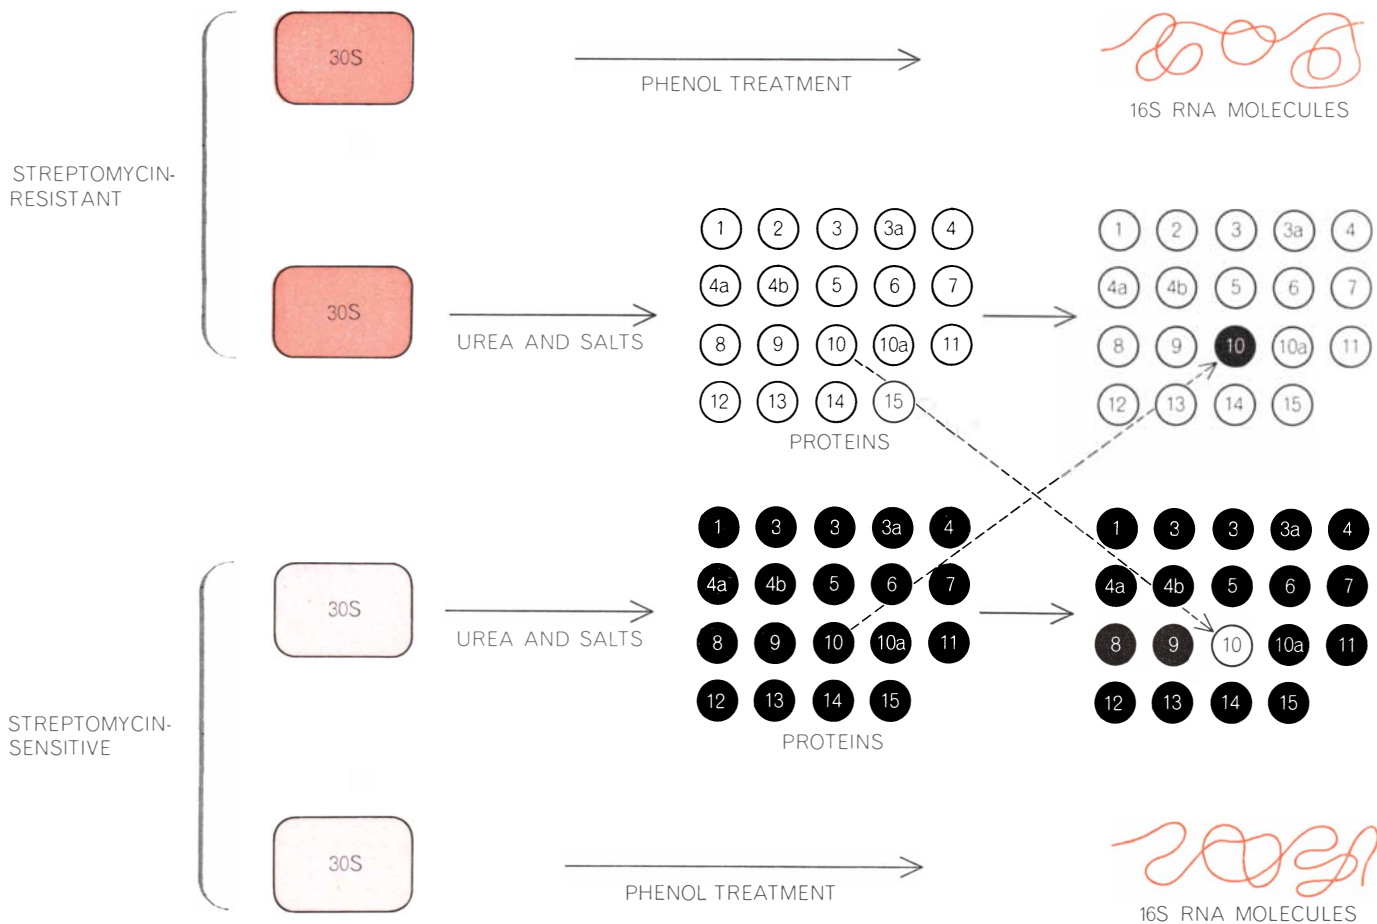 30S
PHENOL TREATMENT
16S RNA MOLECULES
STREPTOMYCIN-
RESISTANT
30S
UREA AND SALTS
1 2 3 3a 4
4a 4b 5 6 7
8 9 10 10a 11
12 13 14 15
PROTEINS
1 2 3 3a 4
4a 4b 5 6 7
8 9 10 10a 11
12 13 14 15
STREPTOMYCIN-
SENSITIVE
30S
UREA AND SALTS
1 3 3 3a 4
4a 4b 5 6 7
8 9 10 10a 11
12 13 14 15
PROTEINS
1 3 3 3a 4
4a 4b 5 6 7
8 9 10 10a 11
12 13 14 15
30S
PHENOL TREATMENT
16S RNA MOLECULES